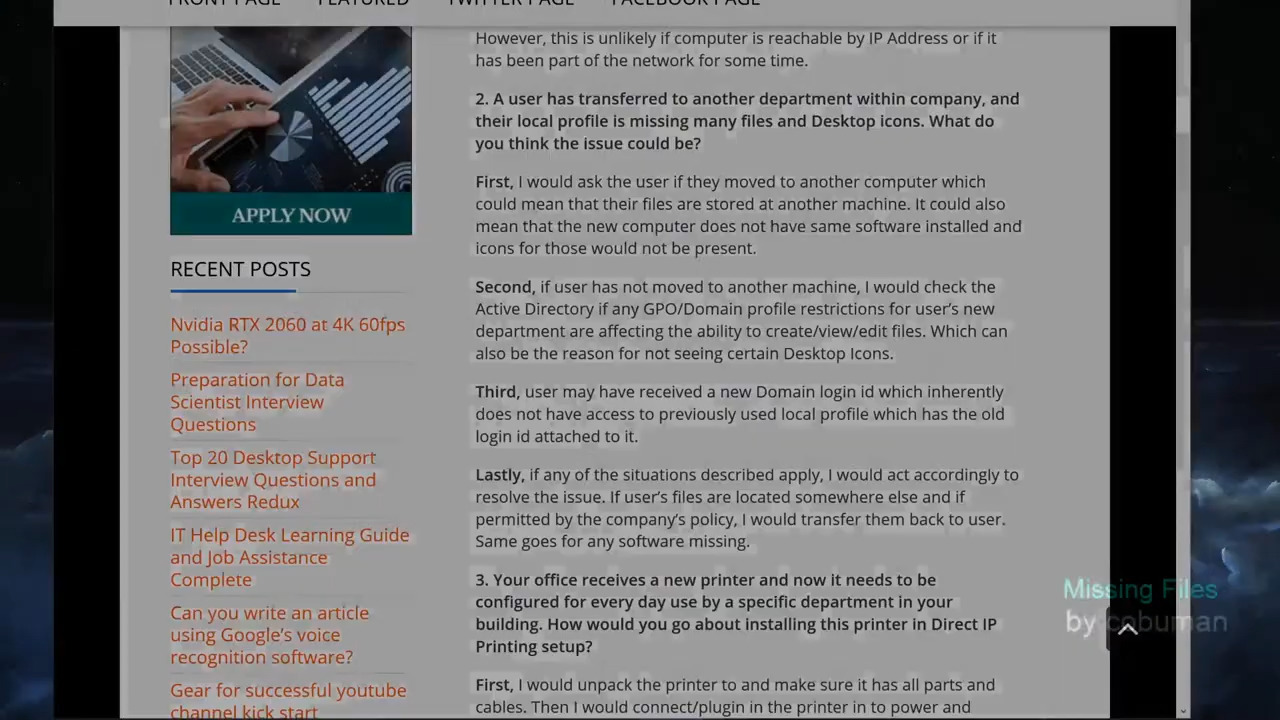 FRONT PAGE FEATURED TWITTER PAGE FACEBOOK PAGE
APPLY NOW
RECENT POSTS
Nvidia RTX 2060 at 4K 60fps
Possible?
Preparation for Data
Scientist Interview
Questions
Top 20 Desktop Support
Interview Questions and
Answers Redux
IT Help Desk Learning Guide
and Job Assistance
Complete
Can you write an article
using Google's voice
recognition software?
Gear for successful youtube
channel kick start
However, this is unlikely if computer is reachable by IP Address or if it
has been part of the network for some time.
2. A user has transferred to another department within company, and
their local profile is missing many files and Desktop icons. What do
you think the issue could be?
First, I would ask the user if they moved to another computer which
could mean that their files are stored at another machine. It could also
mean that the new computer does not have same software installed and
icons for those would not be present.
Second, if user has not moved to another machine, I would check the
Active Directory if any GPO/Domain profile restrictions for user's new
department are affecting the ability to create/view/edit files. Which can
also be the reason for not seeing certain Desktop Icons.
Third, user may have received a new Domain login id which inherently
does not have access to previously used local profile which has the old
login id attached to it.
Lastly, if any of the situations described apply, I would act accordingly to
resolve the issue. If user's files are located somewhere else and if
permitted by the company's policy, I would transfer them back to user.
Same goes for any software missing.
3. Your office receives a new printer and now it needs to be
configured for every day use by a specific department in your
building. How would you go about installing this printer in Direct IP
Printing setup?
First, I would unpack the printer to and make sure it has all parts and
cables. Then I would connect/plugin in the printer in to power and
Missing Files
by cobuman